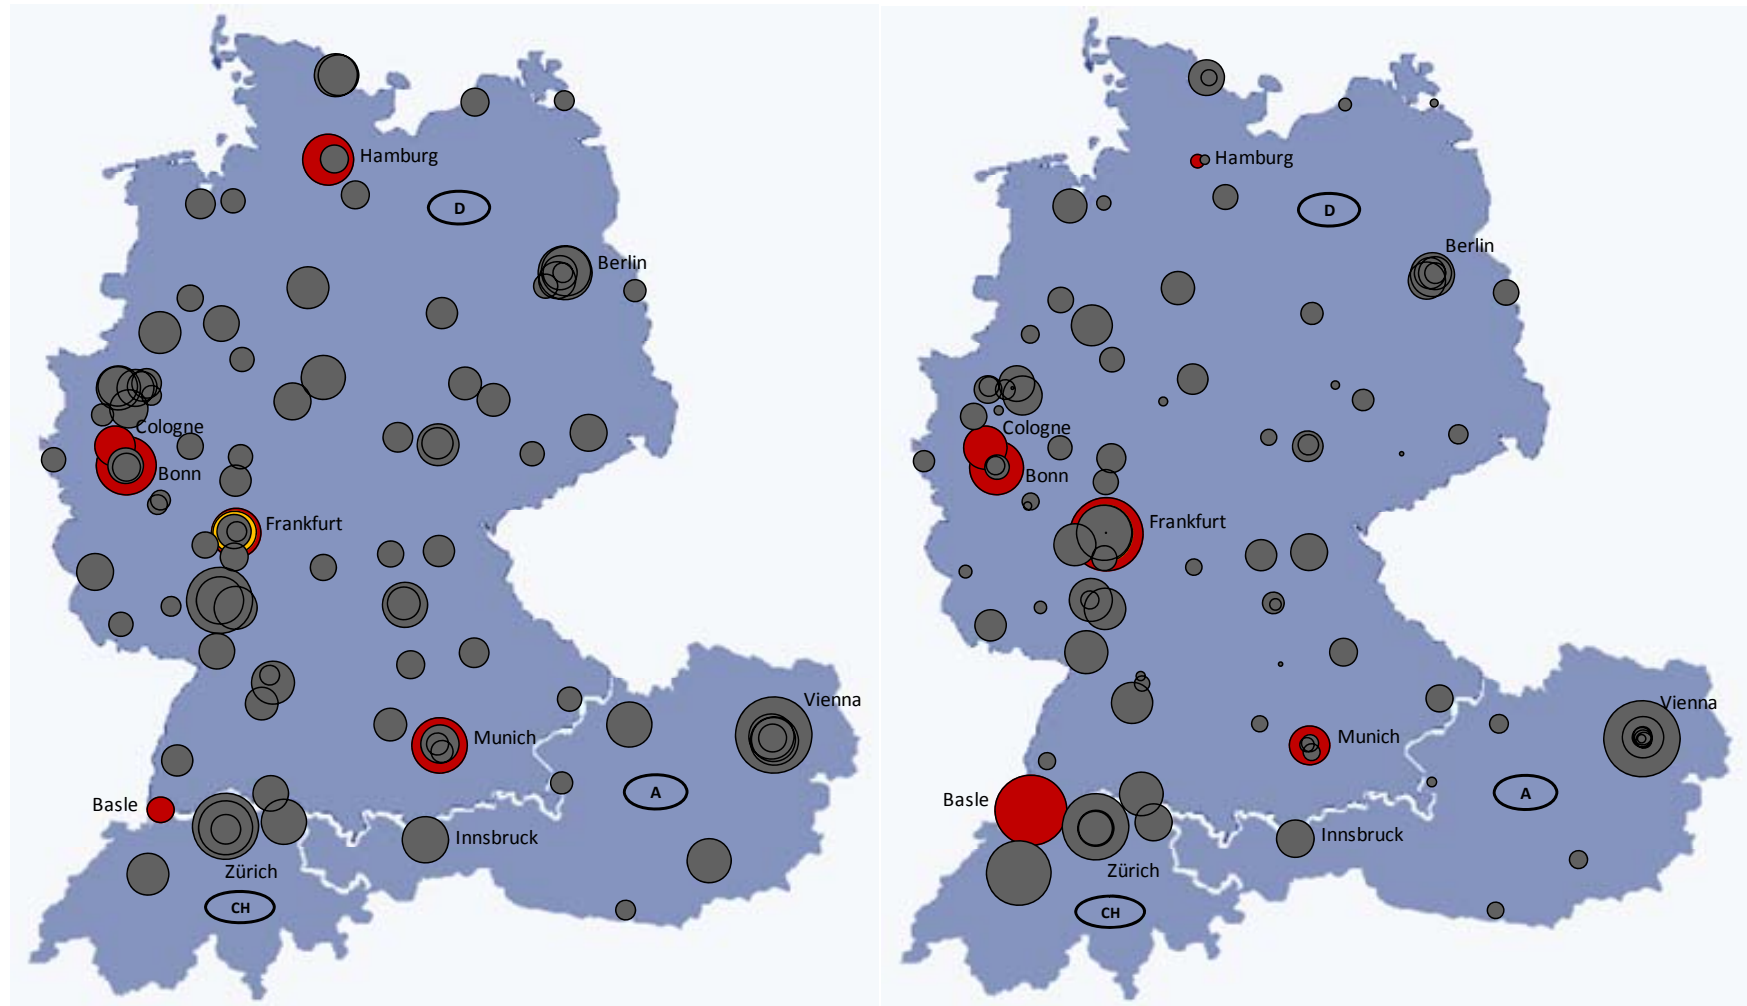 Hamburg
D
Berlin
Cologne
Bonn
Frankfurt
Vienna
Munich
Basle
A
Innsbruck
Zürich
CH
Hamburg
D
Berlin
Cologne
Bonn
Frankfurt
Vienna
Munich
Basle
A
Innsbruck
Zürich
CH